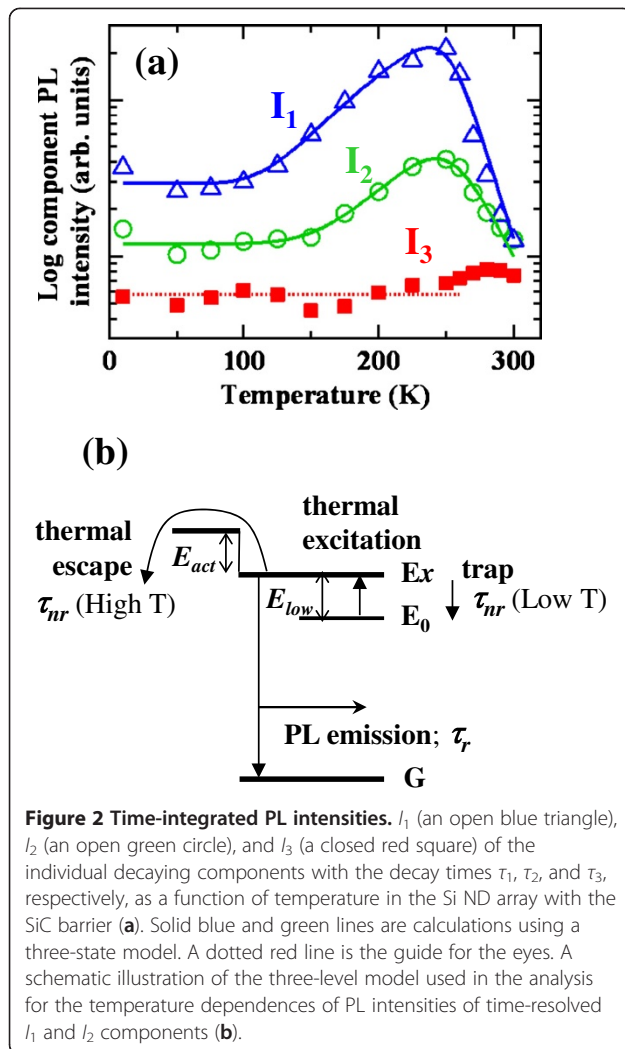 (a)
I₁
I₂
I₃
Log component PL
intensity (arb. units)
0
100
200
300
Temperature (K)
(b)
thermal
escape
τnr (High T)
Eact
thermal
excitation
Elow
Ex
E₀
trap
τnr (Low T)
PL emission; τr
G
Figure 2 Time-integrated PL intensities. I₁ (an open blue triangle),
I₂ (an open green circle), and I₃ (a closed red square) of the
individual decaying components with the decay times τ₁, τ₂, and τ₃,
respectively, as a function of temperature in the Si ND array with the
SiC barrier (a). Solid blue and green lines are calculations using a
three-state model. A dotted red line is the guide for the eyes. A
schematic illustration of the three-level model used in the analysis
for the temperature dependences of PL intensities of time-resolved
I₁ and I₂ components (b).